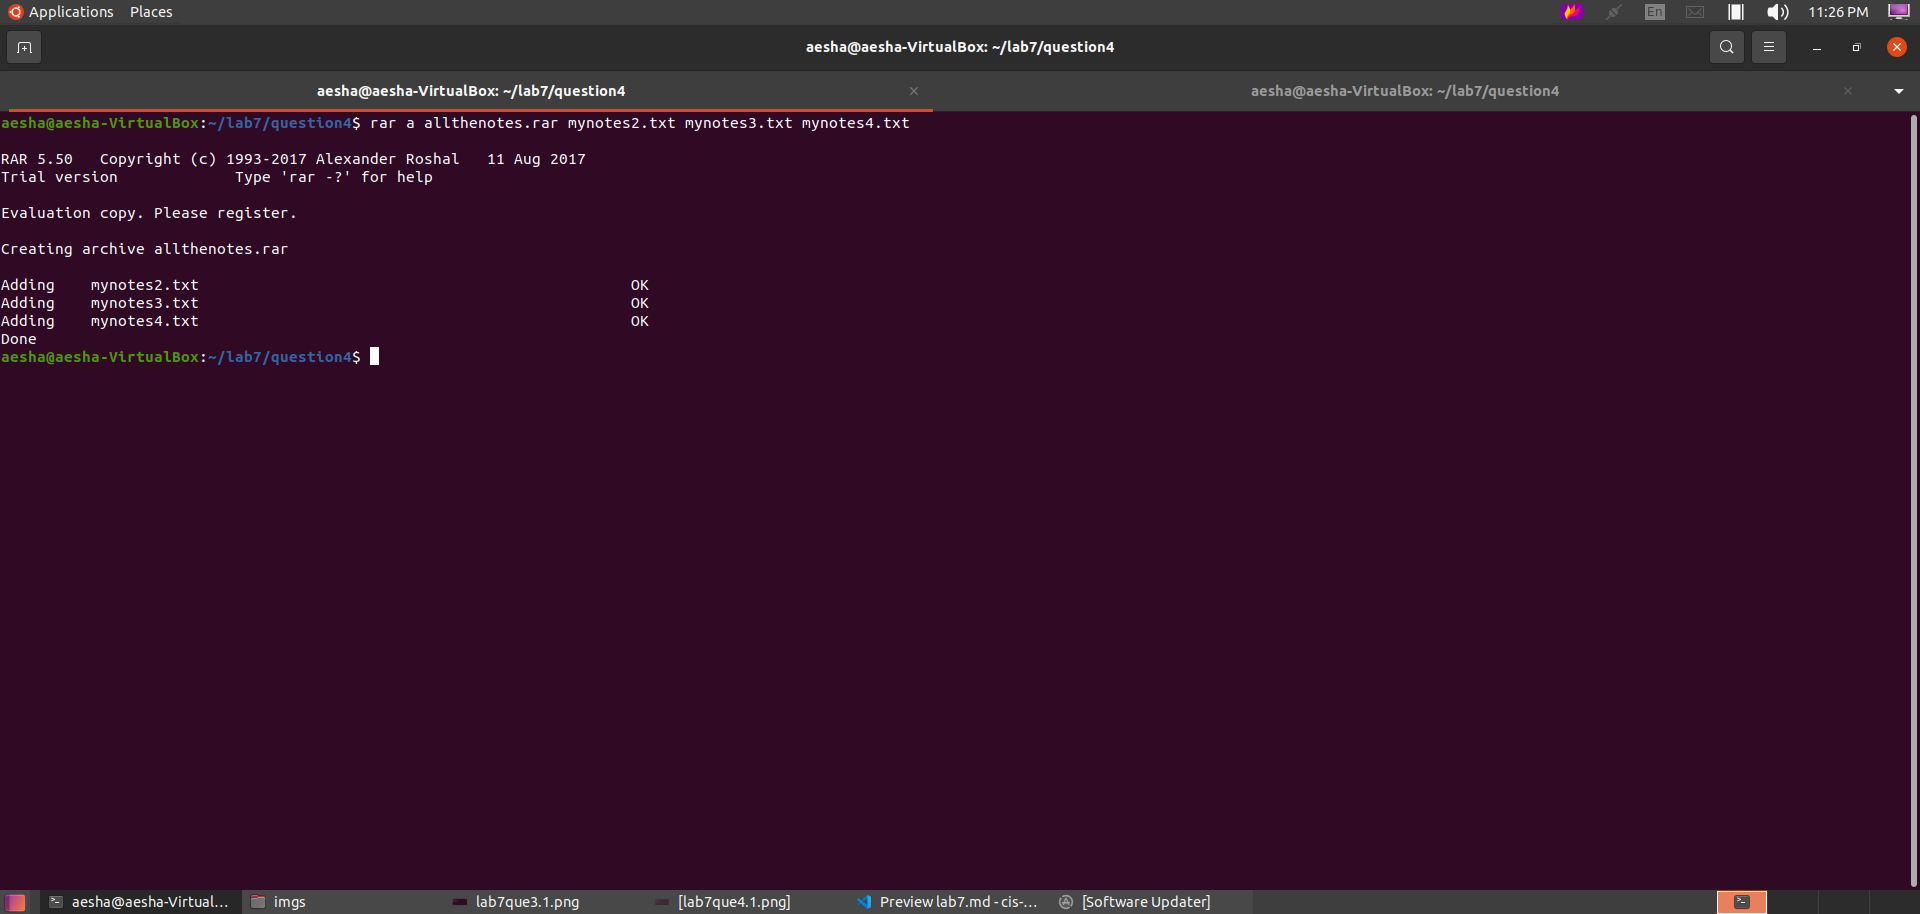 Applications Places En 11:26 PM
aesha@aesha-VirtualBox: ~/lab7/question4
aesha@aesha-VirtualBox: ~/lab7/question4 × aesha@aesha-VirtualBox: ~/lab7/question4 ×
aesha@aesha-VirtualBox:~/lab7/question4$ rar a allthenotes.rar mynotes2.txt mynotes3.txt mynotes4.txt
RAR 5.50   Copyright (c) 1993-2017 Alexander Roshal   11 Aug 2017
Trial version             Type 'rar -?' for help
Evaluation copy. Please register.
Creating archive allthenotes.rar
Adding    mynotes2.txt                                                OK
Adding    mynotes3.txt                                                OK
Adding    mynotes4.txt                                                OK
Done
aesha@aesha-VirtualBox:~/lab7/question4$
aesha@aesha-Virtual... imgs lab7que3.1.png [lab7que4.1.png] Preview lab7.md - cis-... [Software Updater]